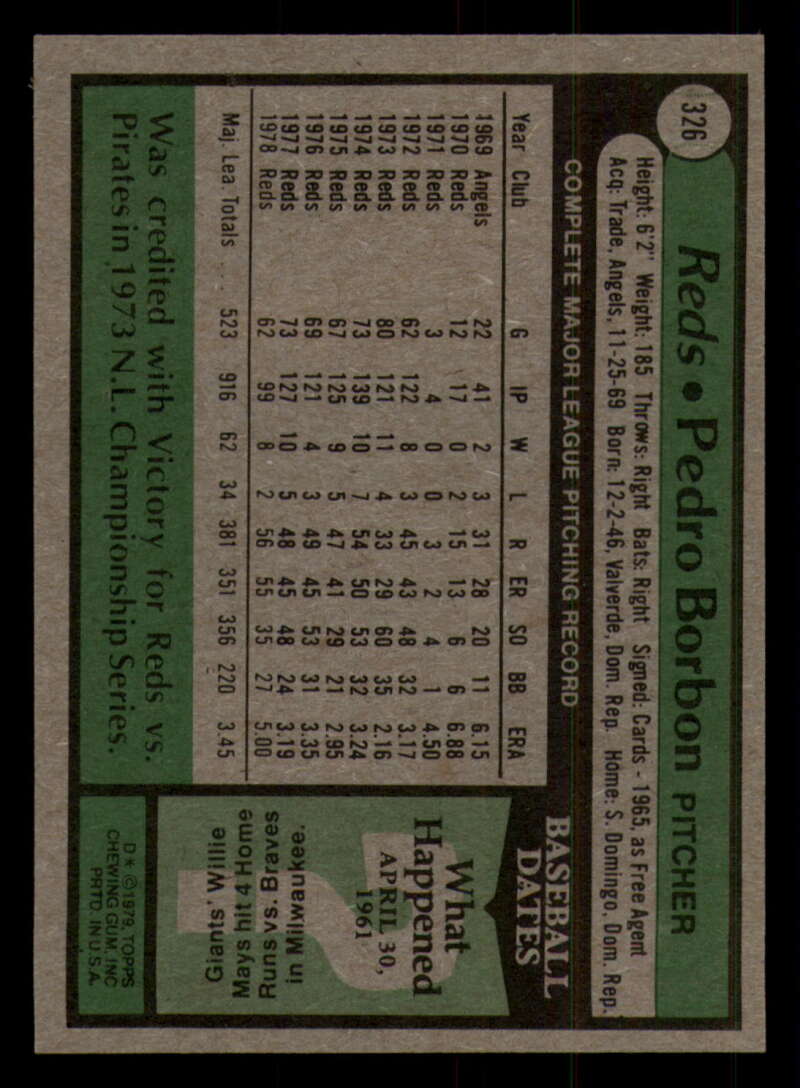 326
Reds • Pedro Borbon PITCHER
Height: 6'2" Weight: 185 Throws: Right Bats: Right Signed: Cards - 1965, as Free Agent
Acq: Trade, Angels, 11-25-69 Born: 12-2-46, Valverde, Dom. Rep. Home: S. Domingo, Dom. Rep.
COMPLETE MAJOR LEAGUE PITCHING RECORD
Year Club G IP W L R ER SO BB ERA
1969 Angels 22 41 2 3 31 28 20 11 6.15
1970 Reds 12 17 0 2 15 13 6 6 6.88
1971 Reds 3 4 0 0 3 2 4 1 4.50
1972 Reds 62 122 8 3 45 43 48 32 3.17
1973 Reds 80 121 11 4 33 29 60 35 2.16
1974 Reds 73 139 10 7 54 50 53 32 3.24
1975 Reds 67 125 9 5 47 41 29 21 2.95
1976 Reds 69 121 4 3 49 45 53 31 3.35
1977 Reds 73 127 10 5 48 45 48 24 3.19
1978 Reds 62 99 8 2 56 55 35 27 5.00
Maj. Lea. Totals . . . 523 916 62 34 381 351 356 220 3.45
Was credited with Victory for Reds vs.
Pirates in 1973 N.L. Championship Series.
BASEBALL
DATES
What
Happened
APRIL 30,
1961
?
Giants' Willie
Mays hit 4 Home
Runs vs. Braves
in Milwaukee.
D* © 1979, TOPPS
CHEWING GUM, INC
PRTD. IN U.S.A.